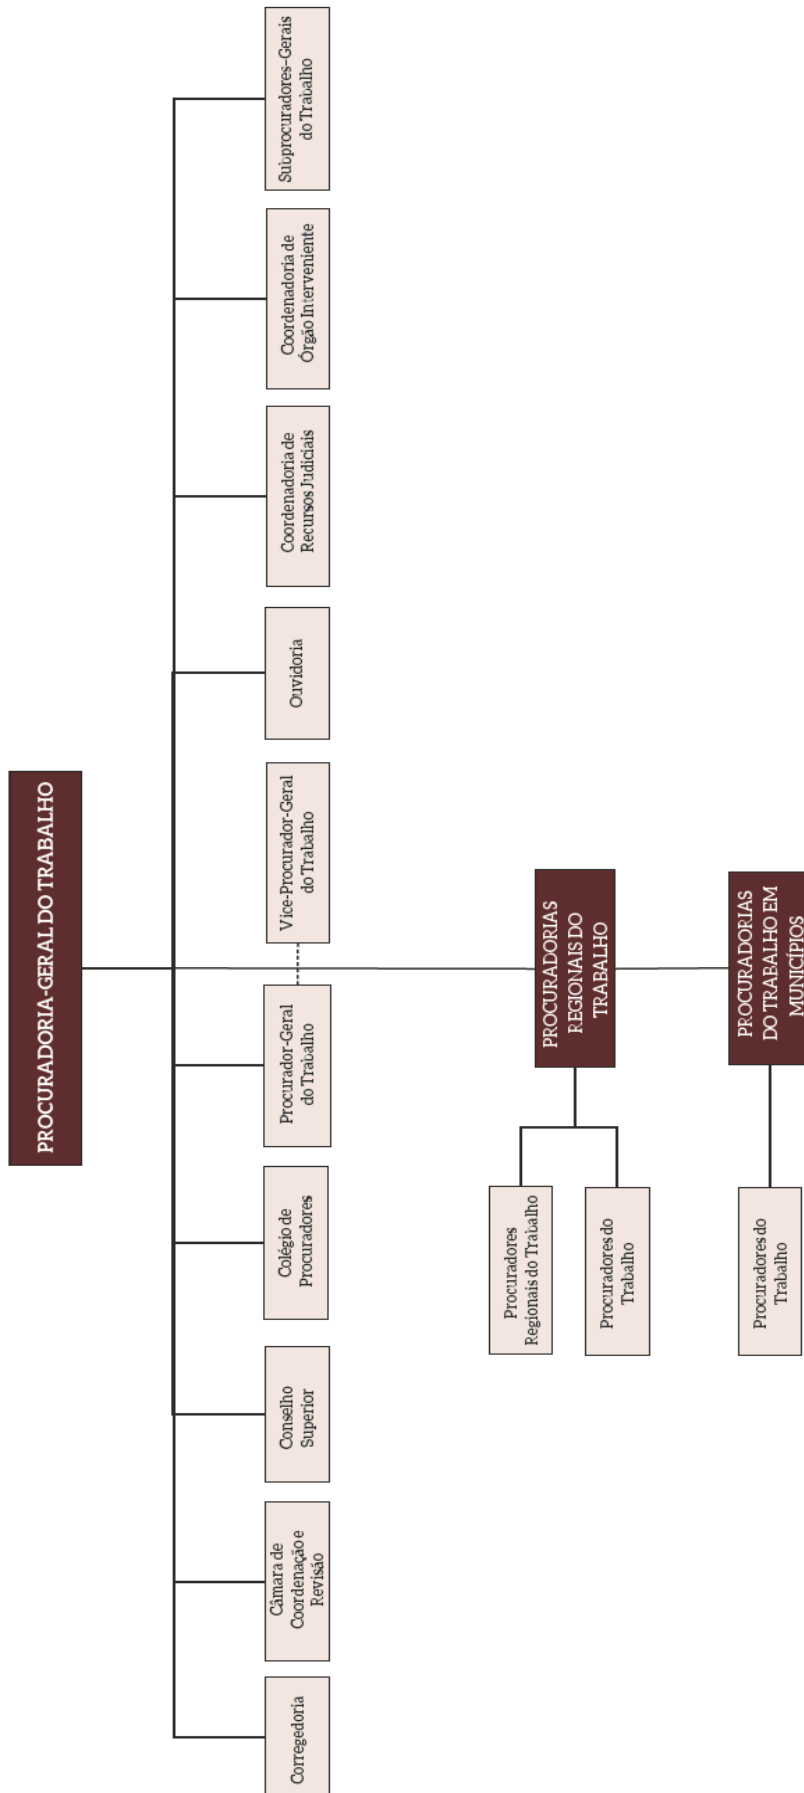 PROCURADORIA-GERAL DO TRABALHO
Corregedoria
Câmara de
Coordenação e
Revisão
Conselho
Superior
Colégio de
Procuradores
Procurador-Geral
do Trabalho
Vice-Procurador-Geral
do Trabalho
Ouvidoria
Coordenadoria de
Recursos Judiciais
Coordenadoria de
Órgão Interveniente
Subprocuradores-Gerais
do Trabalho
PROCURADORIAS
REGIONAIS DO
TRABALHO
Procuradores
Regionais do Trabalho
Procuradores do
Trabalho
PROCURADORIAS
DO TRABALHO EM
MUNICÍPIOS
Procuradores do
Trabalho